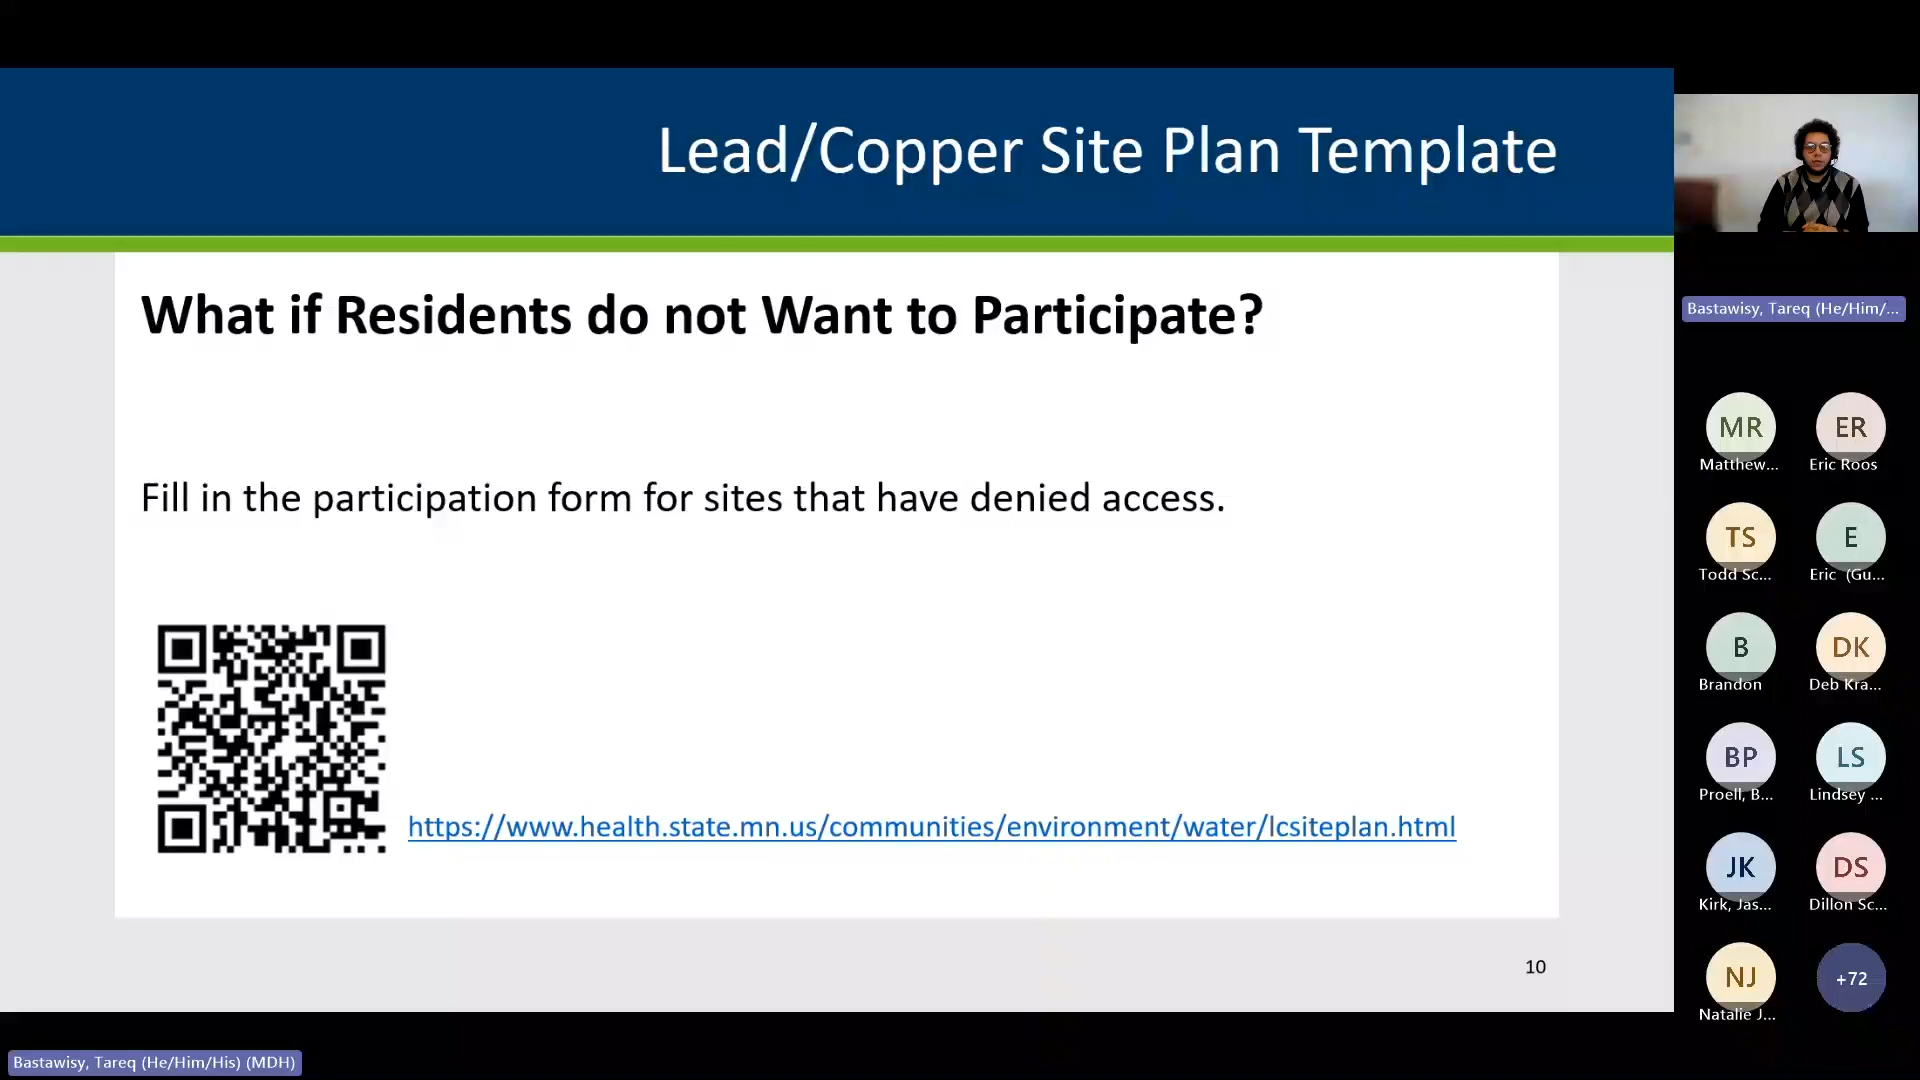 Lead/Copper Site Plan Template
What if Residents do not Want to Participate?
Fill in the participation form for sites that have denied access.
https://www.health.state.mn.us/communities/environment/water/lcsiteplan.html
10
Bastawisy, Tareq (He/Him/...
MR
Matthew...
ER
Eric Roos
TS
Todd Sc...
E
Eric (Gu...
B
Brandon
DK
Deb Kra...
BP
Proell, B...
LS
Lindsey ...
JK
Kirk, Jas...
DS
Dillon Sc...
NJ
Natalie J...
+72
Bastawisy, Tareq (He/Him/His) (MDH)